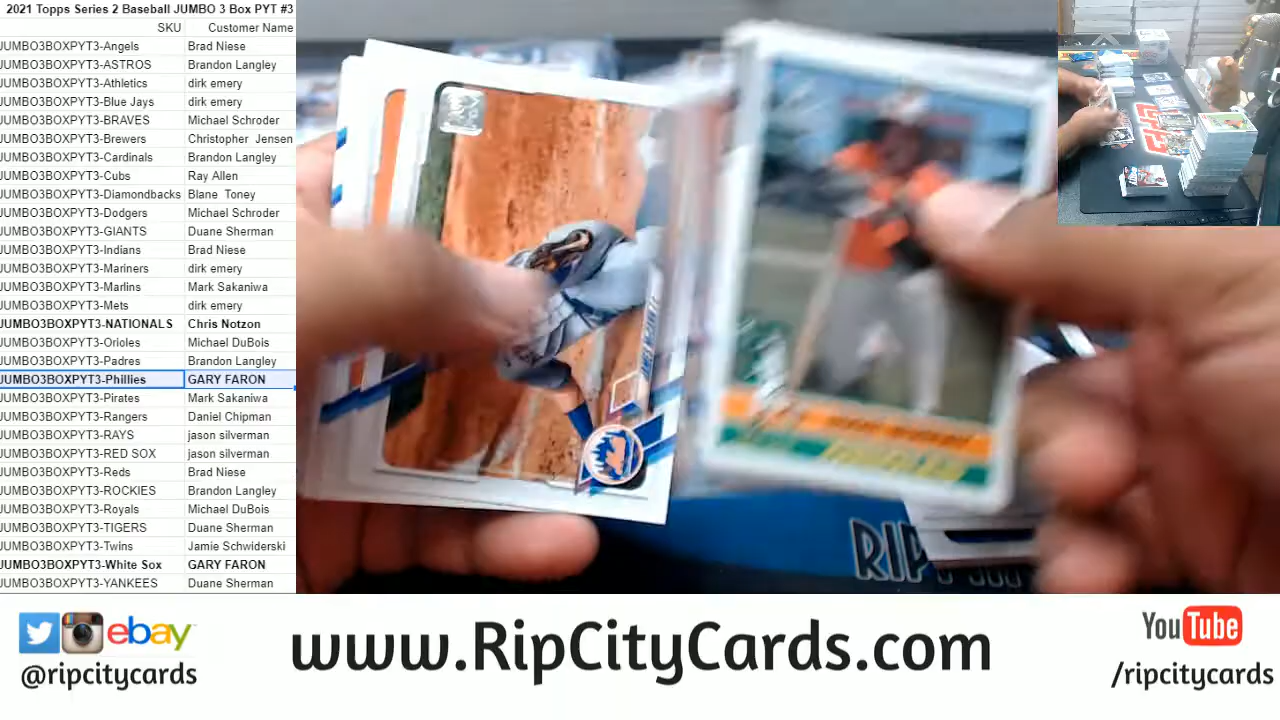 2021 Topps Series 2 Baseball JUMBO 3 Box PYT #3
SKU Customer Name
JUMBO3BOXPYT3-Angels Brad Niese
JUMBO3BOXPYT3-ASTROS Brandon Langley
JUMBO3BOXPYT3-Athletics dirk emery
JUMBO3BOXPYT3-Blue Jays dirk emery
JUMBO3BOXPYT3-BRAVES Michael Schroder
JUMBO3BOXPYT3-Brewers Christopher Jensen
JUMBO3BOXPYT3-Cardinals Brandon Langley
JUMBO3BOXPYT3-Cubs Ray Allen
JUMBO3BOXPYT3-Diamondbacks Blane Toney
JUMBO3BOXPYT3-Dodgers Michael Schroder
JUMBO3BOXPYT3-GIANTS Duane Sherman
JUMBO3BOXPYT3-Indians Brad Niese
JUMBO3BOXPYT3-Mariners dirk emery
JUMBO3BOXPYT3-Marlins Mark Sakaniwa
JUMBO3BOXPYT3-Mets dirk emery
JUMBO3BOXPYT3-NATIONALS Chris Notzon
JUMBO3BOXPYT3-Orioles Michael DuBois
JUMBO3BOXPYT3-Padres Brandon Langley
JUMBO3BOXPYT3-Phillies GARY FARON
JUMBO3BOXPYT3-Pirates Mark Sakaniwa
JUMBO3BOXPYT3-Rangers Daniel Chipman
JUMBO3BOXPYT3-RAYS jason silverman
JUMBO3BOXPYT3-RED SOX jason silverman
JUMBO3BOXPYT3-Reds Brad Niese
JUMBO3BOXPYT3-ROCKIES Brandon Langley
JUMBO3BOXPYT3-Royals Michael DuBois
JUMBO3BOXPYT3-TIGERS Duane Sherman
JUMBO3BOXPYT3-Twins Jamie Schwiderski
JUMBO3BOXPYT3-White Sox GARY FARON
JUMBO3BOXPYT3-YANKEES Duane Sherman
RIP
ebay
@ripcitycards
www.RipCityCards.com
YouTube
/ripcitycards